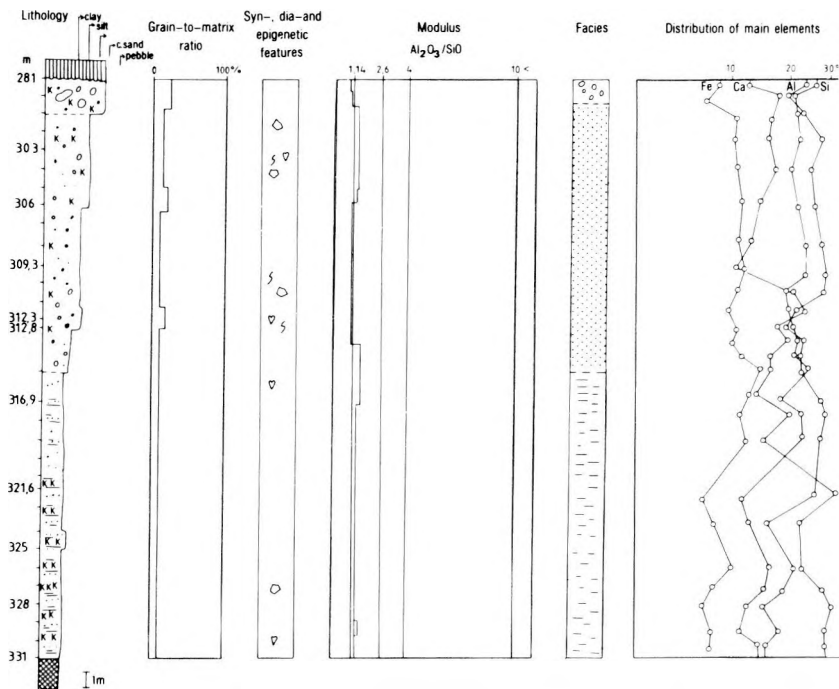 Lithology
clay
silt
c.sand
pebble
Grain-to-matrix
ratio
Syn-, dia-and
epigenetic
features
Modulus
Al₂O₃/SiO
Facies
Distribution of main elements
m
0 100%
1,14 2,6 4 10 <
10 20 30%
281
303
306
309,3
312,3
312,8
316,9
321,6
325
328
331
Fe Ca Al Si
K
K
K
K
K
K
K
K
K K
K K
K K
K K
K K K
K K
K K
1m